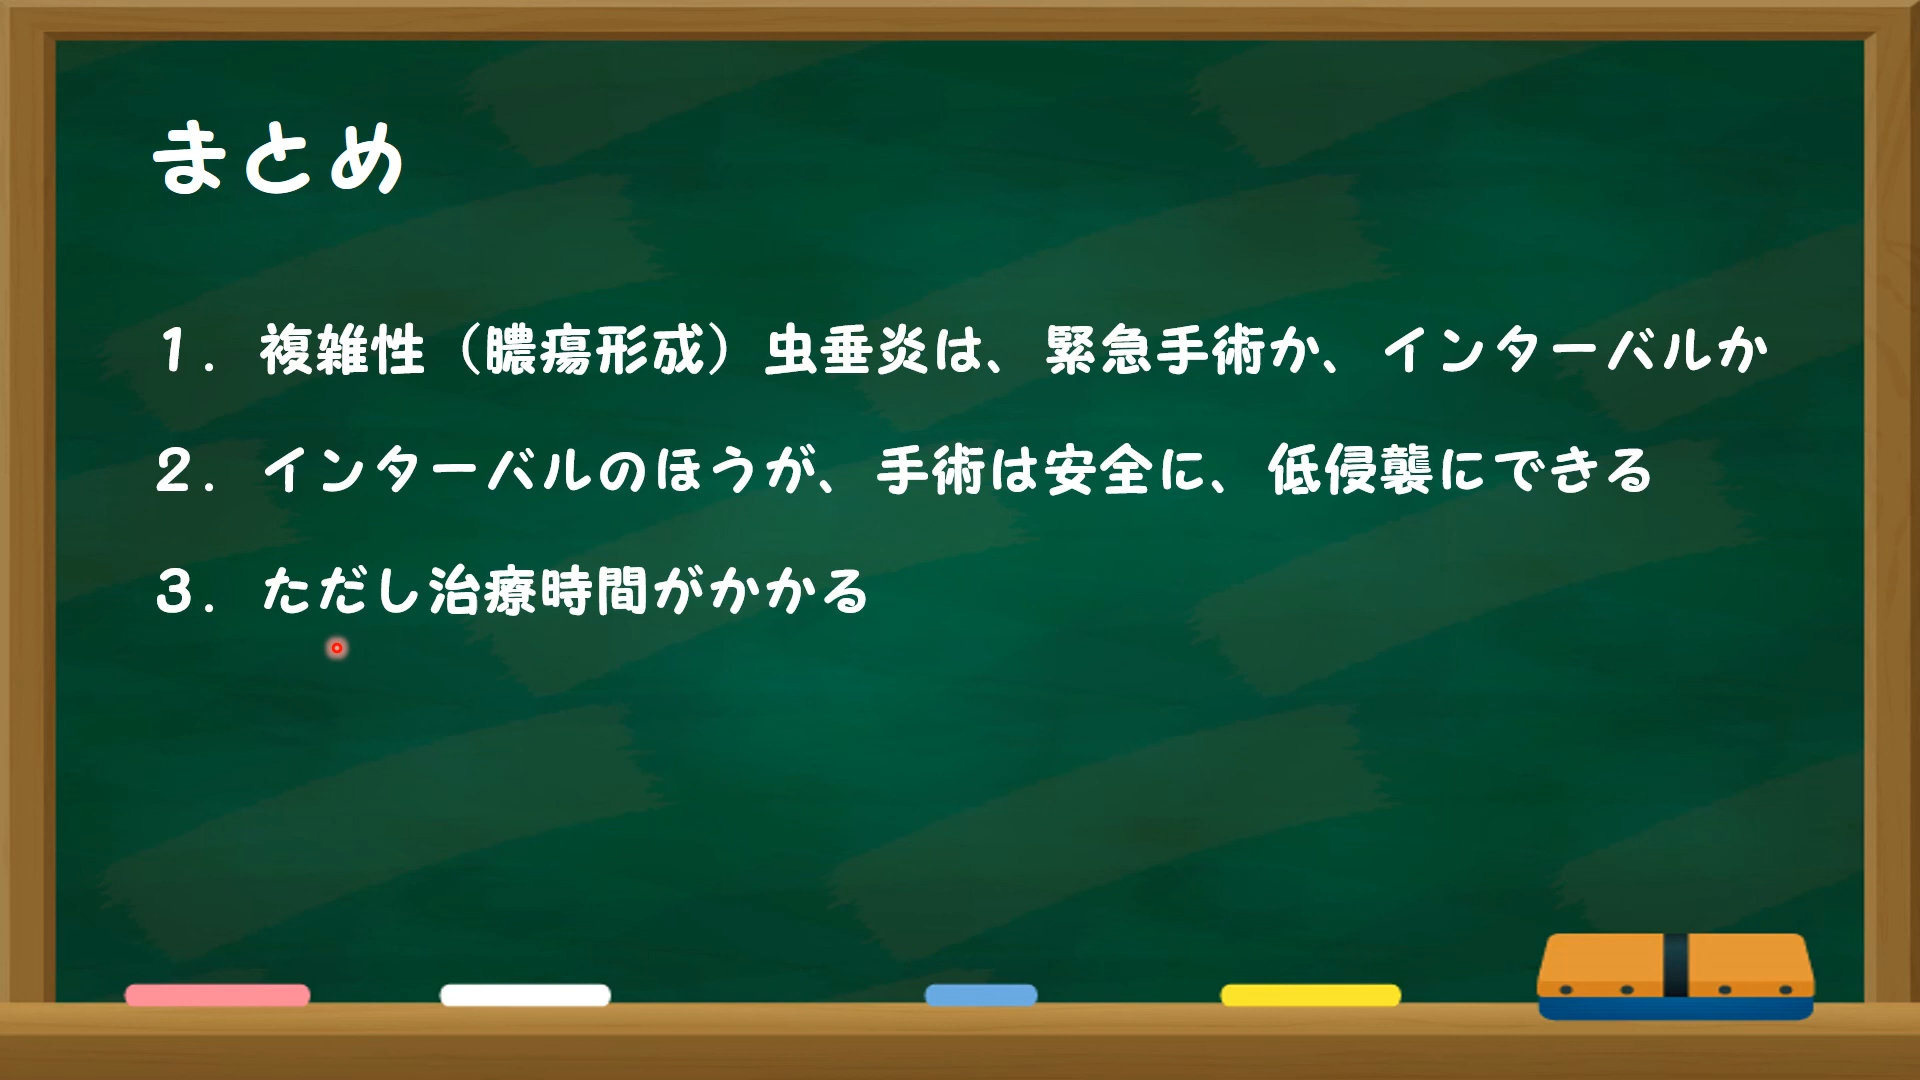 まとめ
１．複雑性（膿瘍形成）虫垂炎は、緊急手術か、インターバルか
２．インターバルのほうが、手術は安全に、低侵襲にできる
３．ただし治療時間がかかる